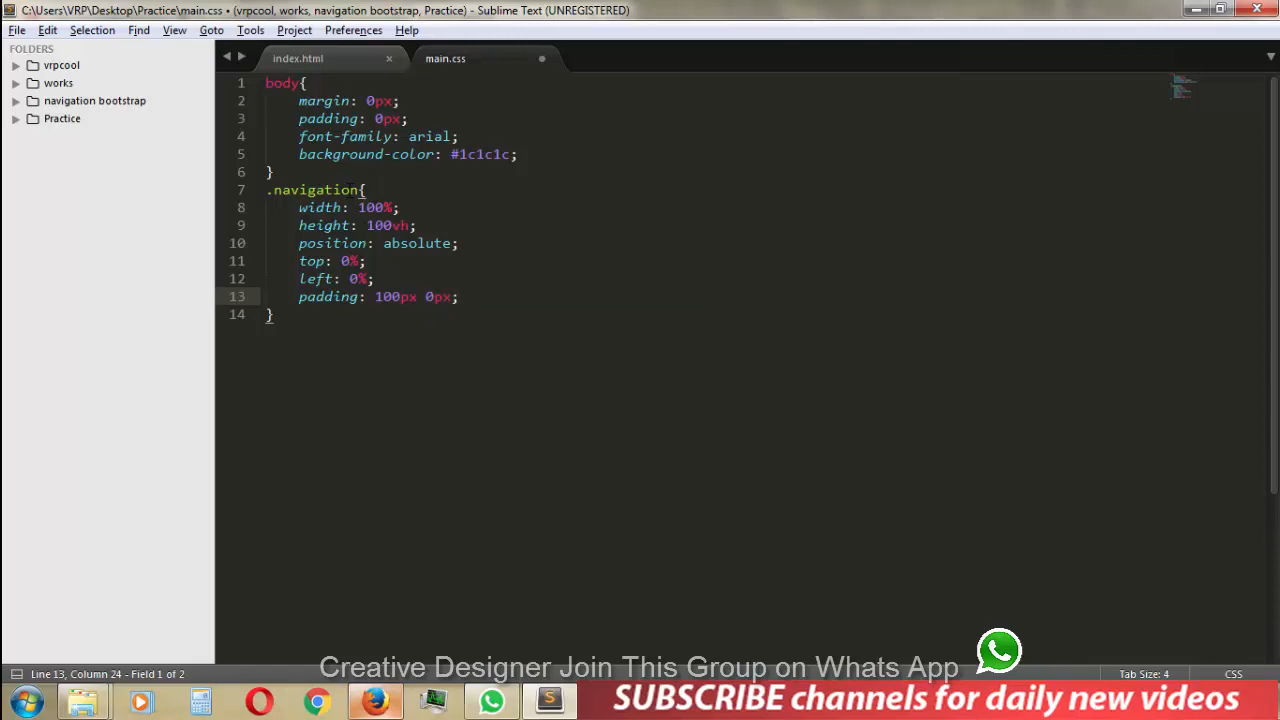 C:\Users\VRP\Desktop\Practice\main.css • (vrpcool, works, navigation bootstrap, Practice) - Sublime Text (UNREGISTERED)
File Edit Selection Find View Goto Tools Project Preferences Help
FOLDERS
vrpcool
works
navigation bootstrap
Practice
index.html
main.css
1 body{
2 margin: 0px;
3 padding: 0px;
4 font-family: arial;
5 background-color: #1c1c1c;
6 }
7 .navigation{
8 width: 100%;
9 height: 100vh;
10 position: absolute;
11 top: 0%;
12 left: 0%;
13 padding: 100px 0px;
14 }
Creative Designer Join This Group on Whats App
Line 13, Column 24 - Field 1 of 2
Tab Size: 4
CSS
SUBSCRIBE channels for daily new videos